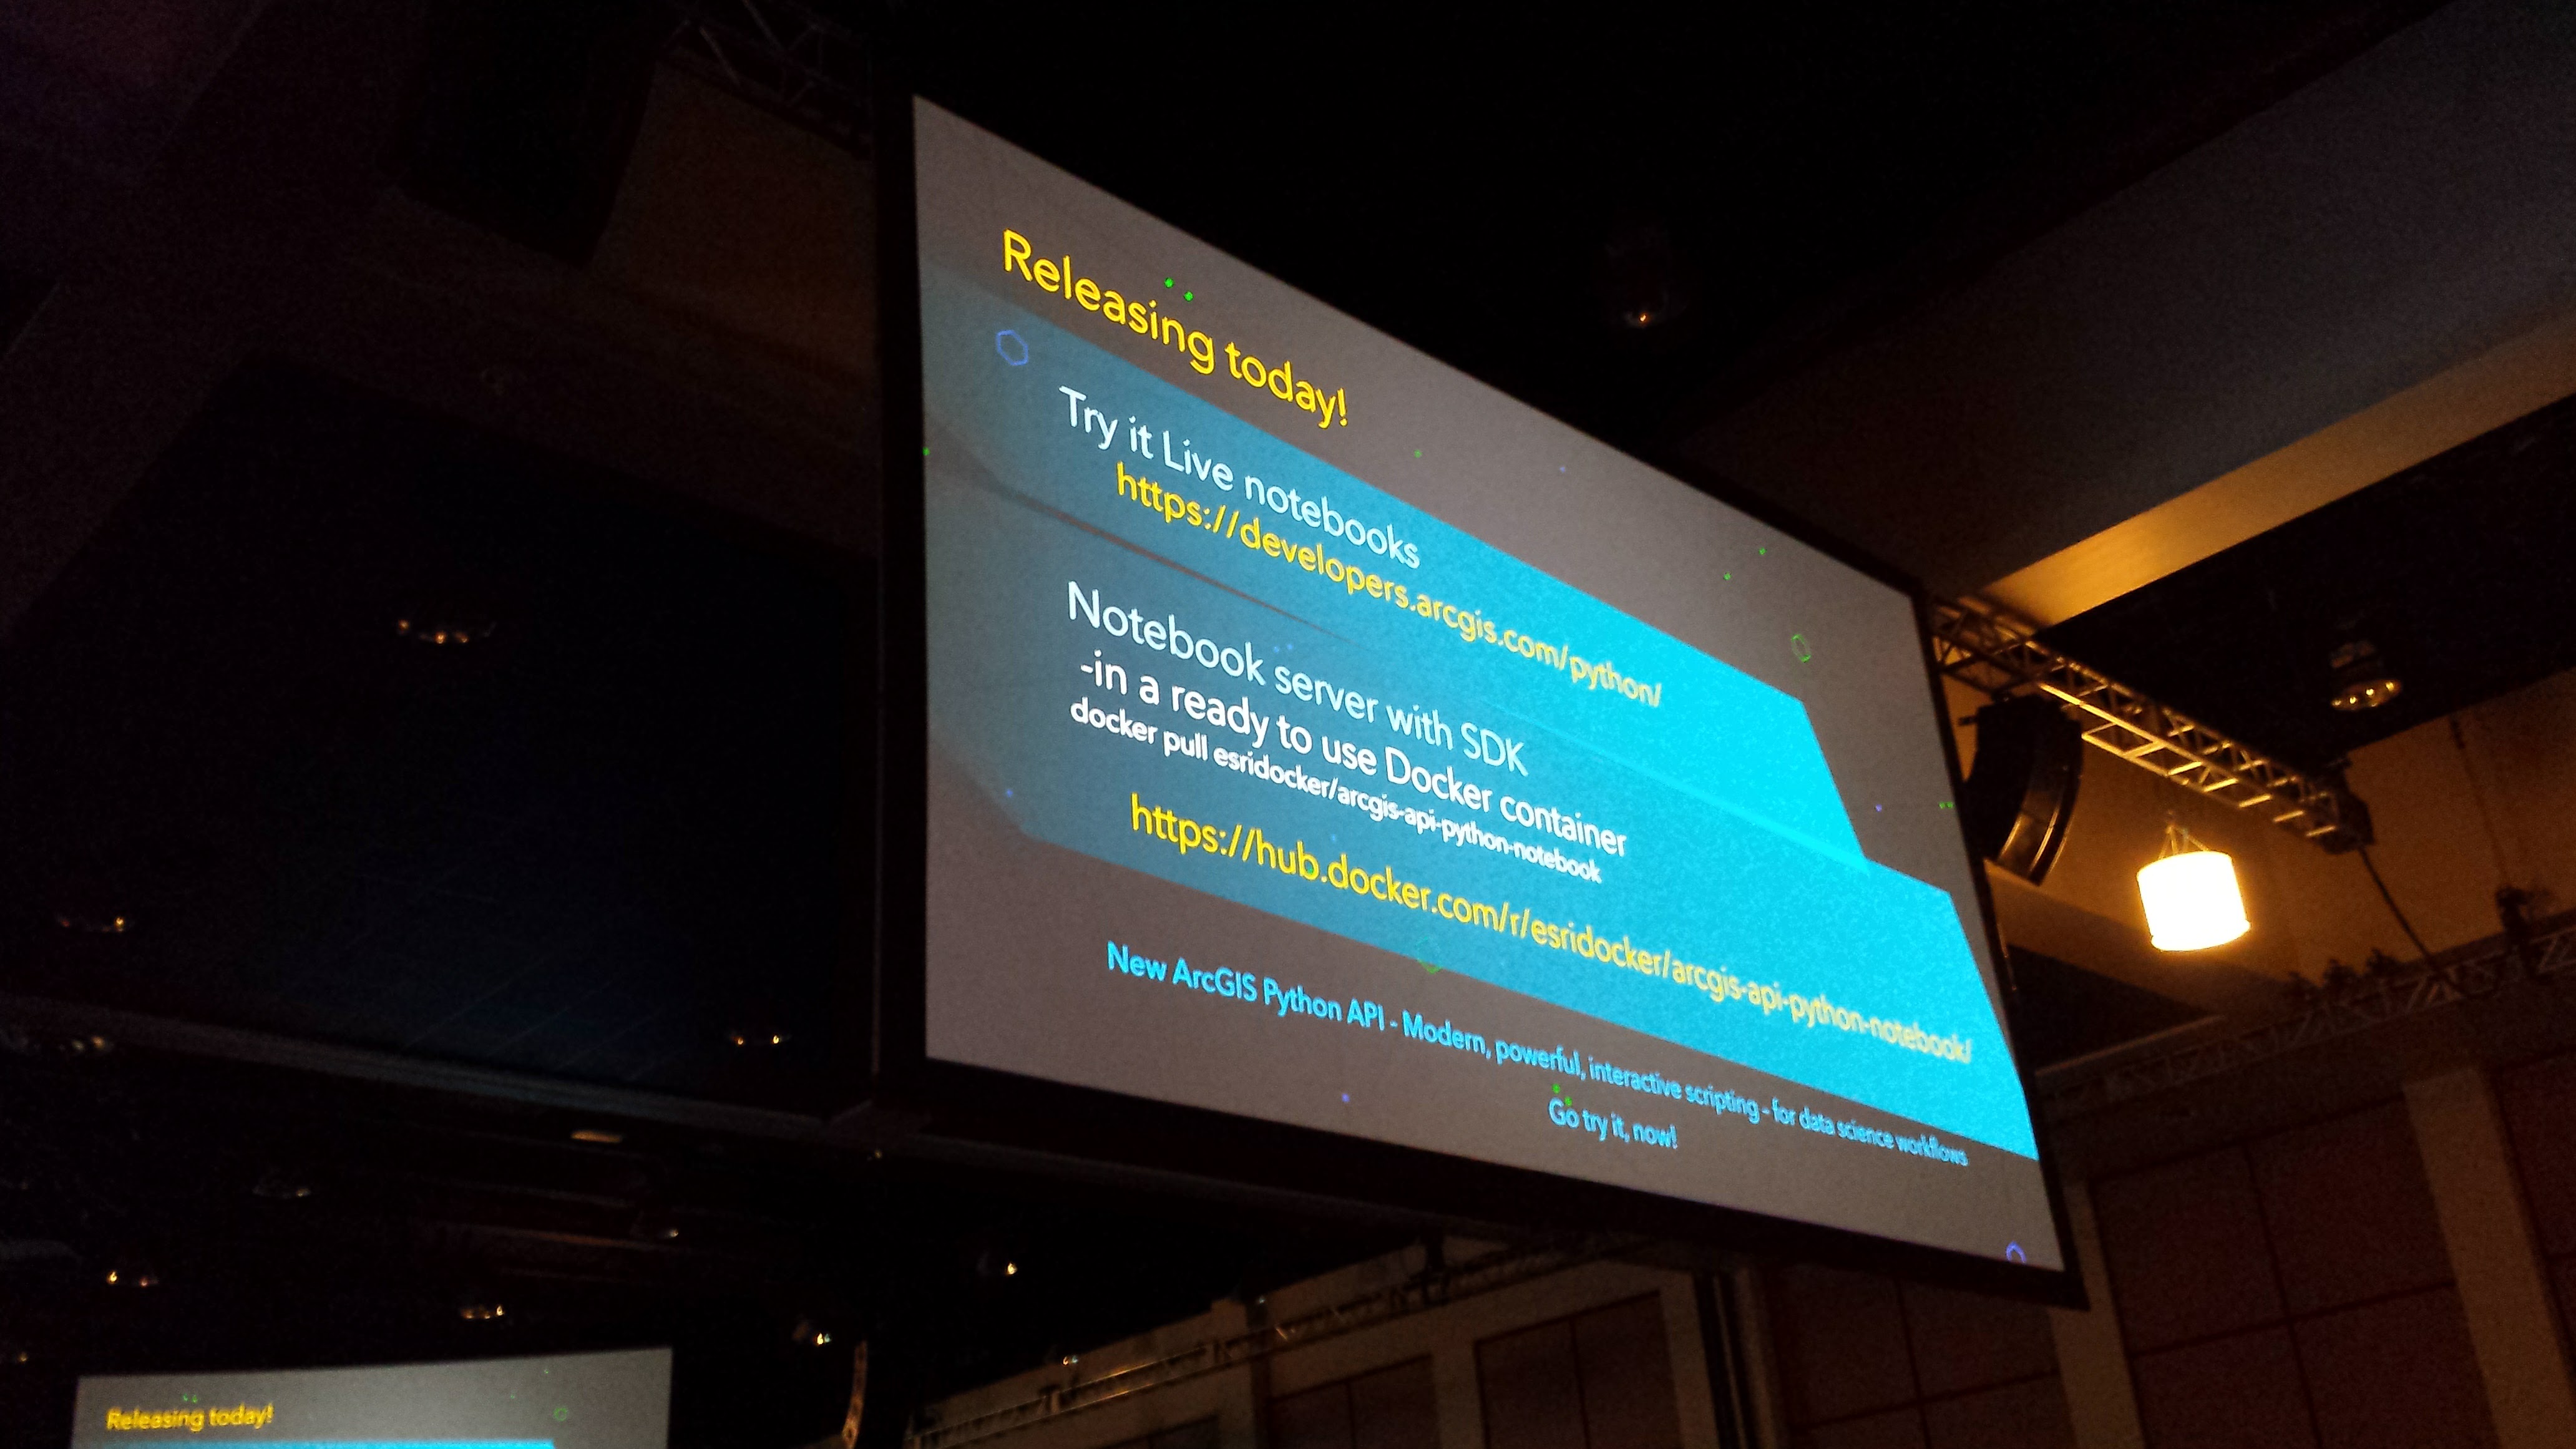 Releasing today!
Try it Live notebooks
https://developers.arcgis.com/python/
Notebook server with SDK
-in a ready to use Docker container
docker pull esridocker/arcgis-api-python-notebook
https://hub.docker.com/r/esridocker/arcgis-api-python-notebook/
New ArcGIS Python API - Modern, powerful, interactive scripting - for data science workflows
Go try it, now!
Releasing today!